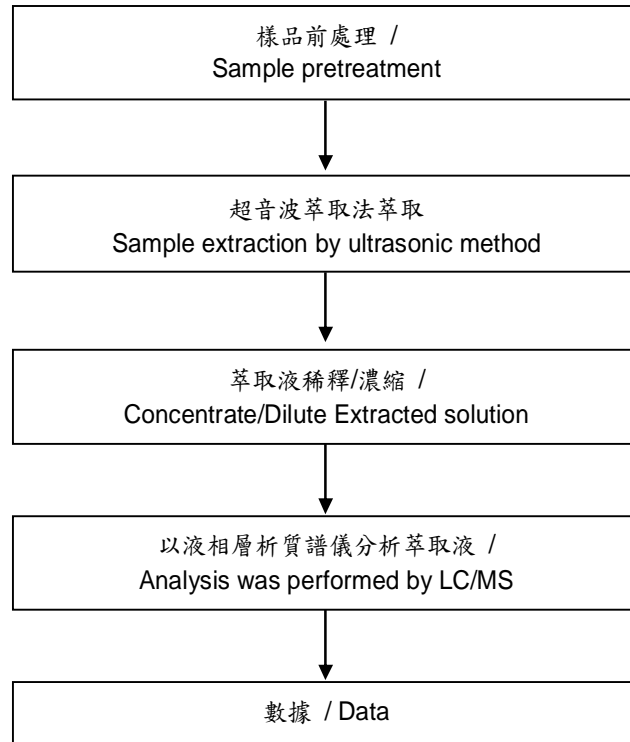 樣品前處理 /
Sample pretreatment
超音波萃取法萃取
Sample extraction by ultrasonic method
萃取液稀釋/濃縮 /
Concentrate/Dilute Extracted solution
以液相層析質譜儀分析萃取液 /
Analysis was performed by LC/MS
數據 / Data